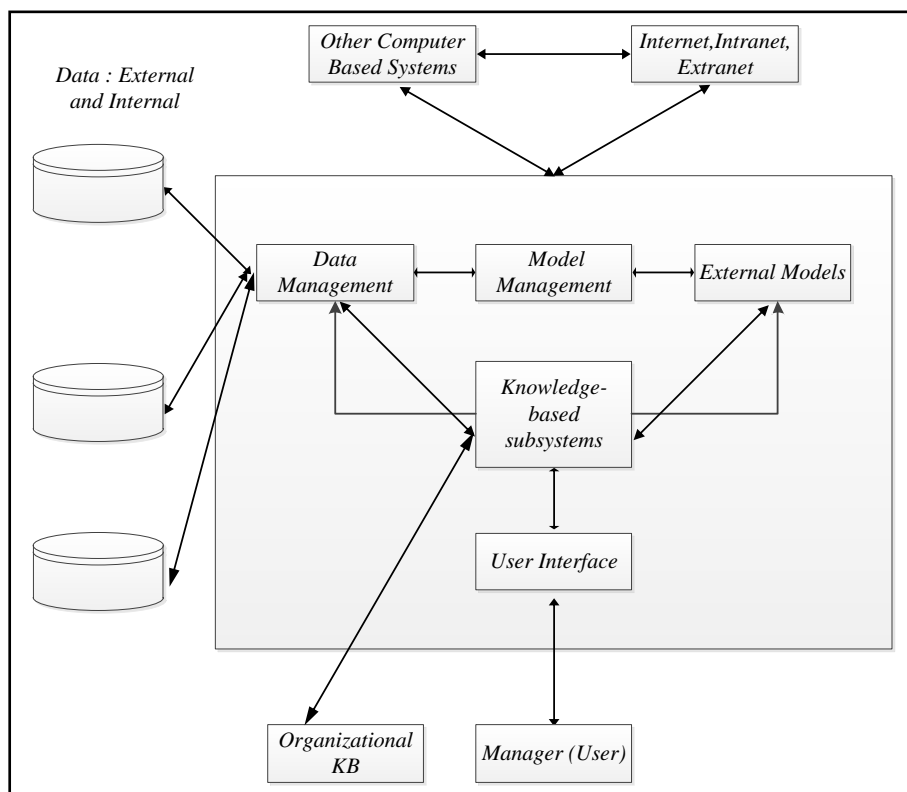 Other Computer
Based Systems
Internet,Intranet,
Extranet
Data : External
and Internal
Data
Management
Model
Management
External Models
Knowledge-
based
subsystems
User Interface
Organizational
KB
Manager (User)